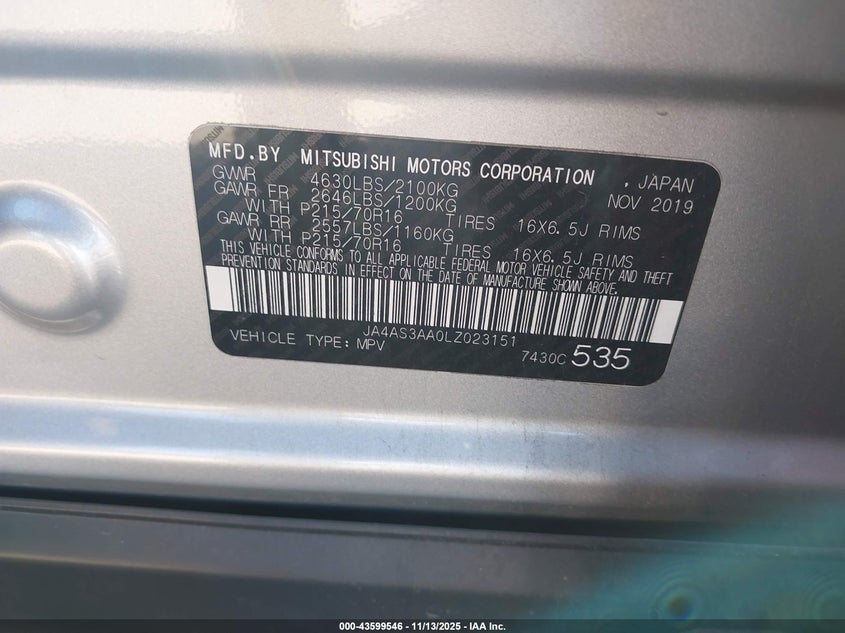 MFD.BY MITSUBISHI MOTORS CORPORATION , JAPAN
GVWR 4630LBS/2100KG NOV 2019
GAWR FR 2646LBS/1200KG
WITH P215/70R16 TIRES 16X6.5J RIMS
GAWR RR 2557LBS/1160KG
WITH P215/70R16 TIRES 16X6.5J RIMS
THIS VEHICLE CONFORMS TO ALL APPLICABLE FEDERAL MOTOR VEHICLE SAFETY AND THEFT
PREVENTION STANDARDS IN EFFECT ON THE DATE OF MANUFACTURE SHOWN ABOVE.
JA4AS3AA0LZ023151
VEHICLE TYPE: MPV 7430C 535
000-43599546 - 11/13/2025 - IAA Inc.